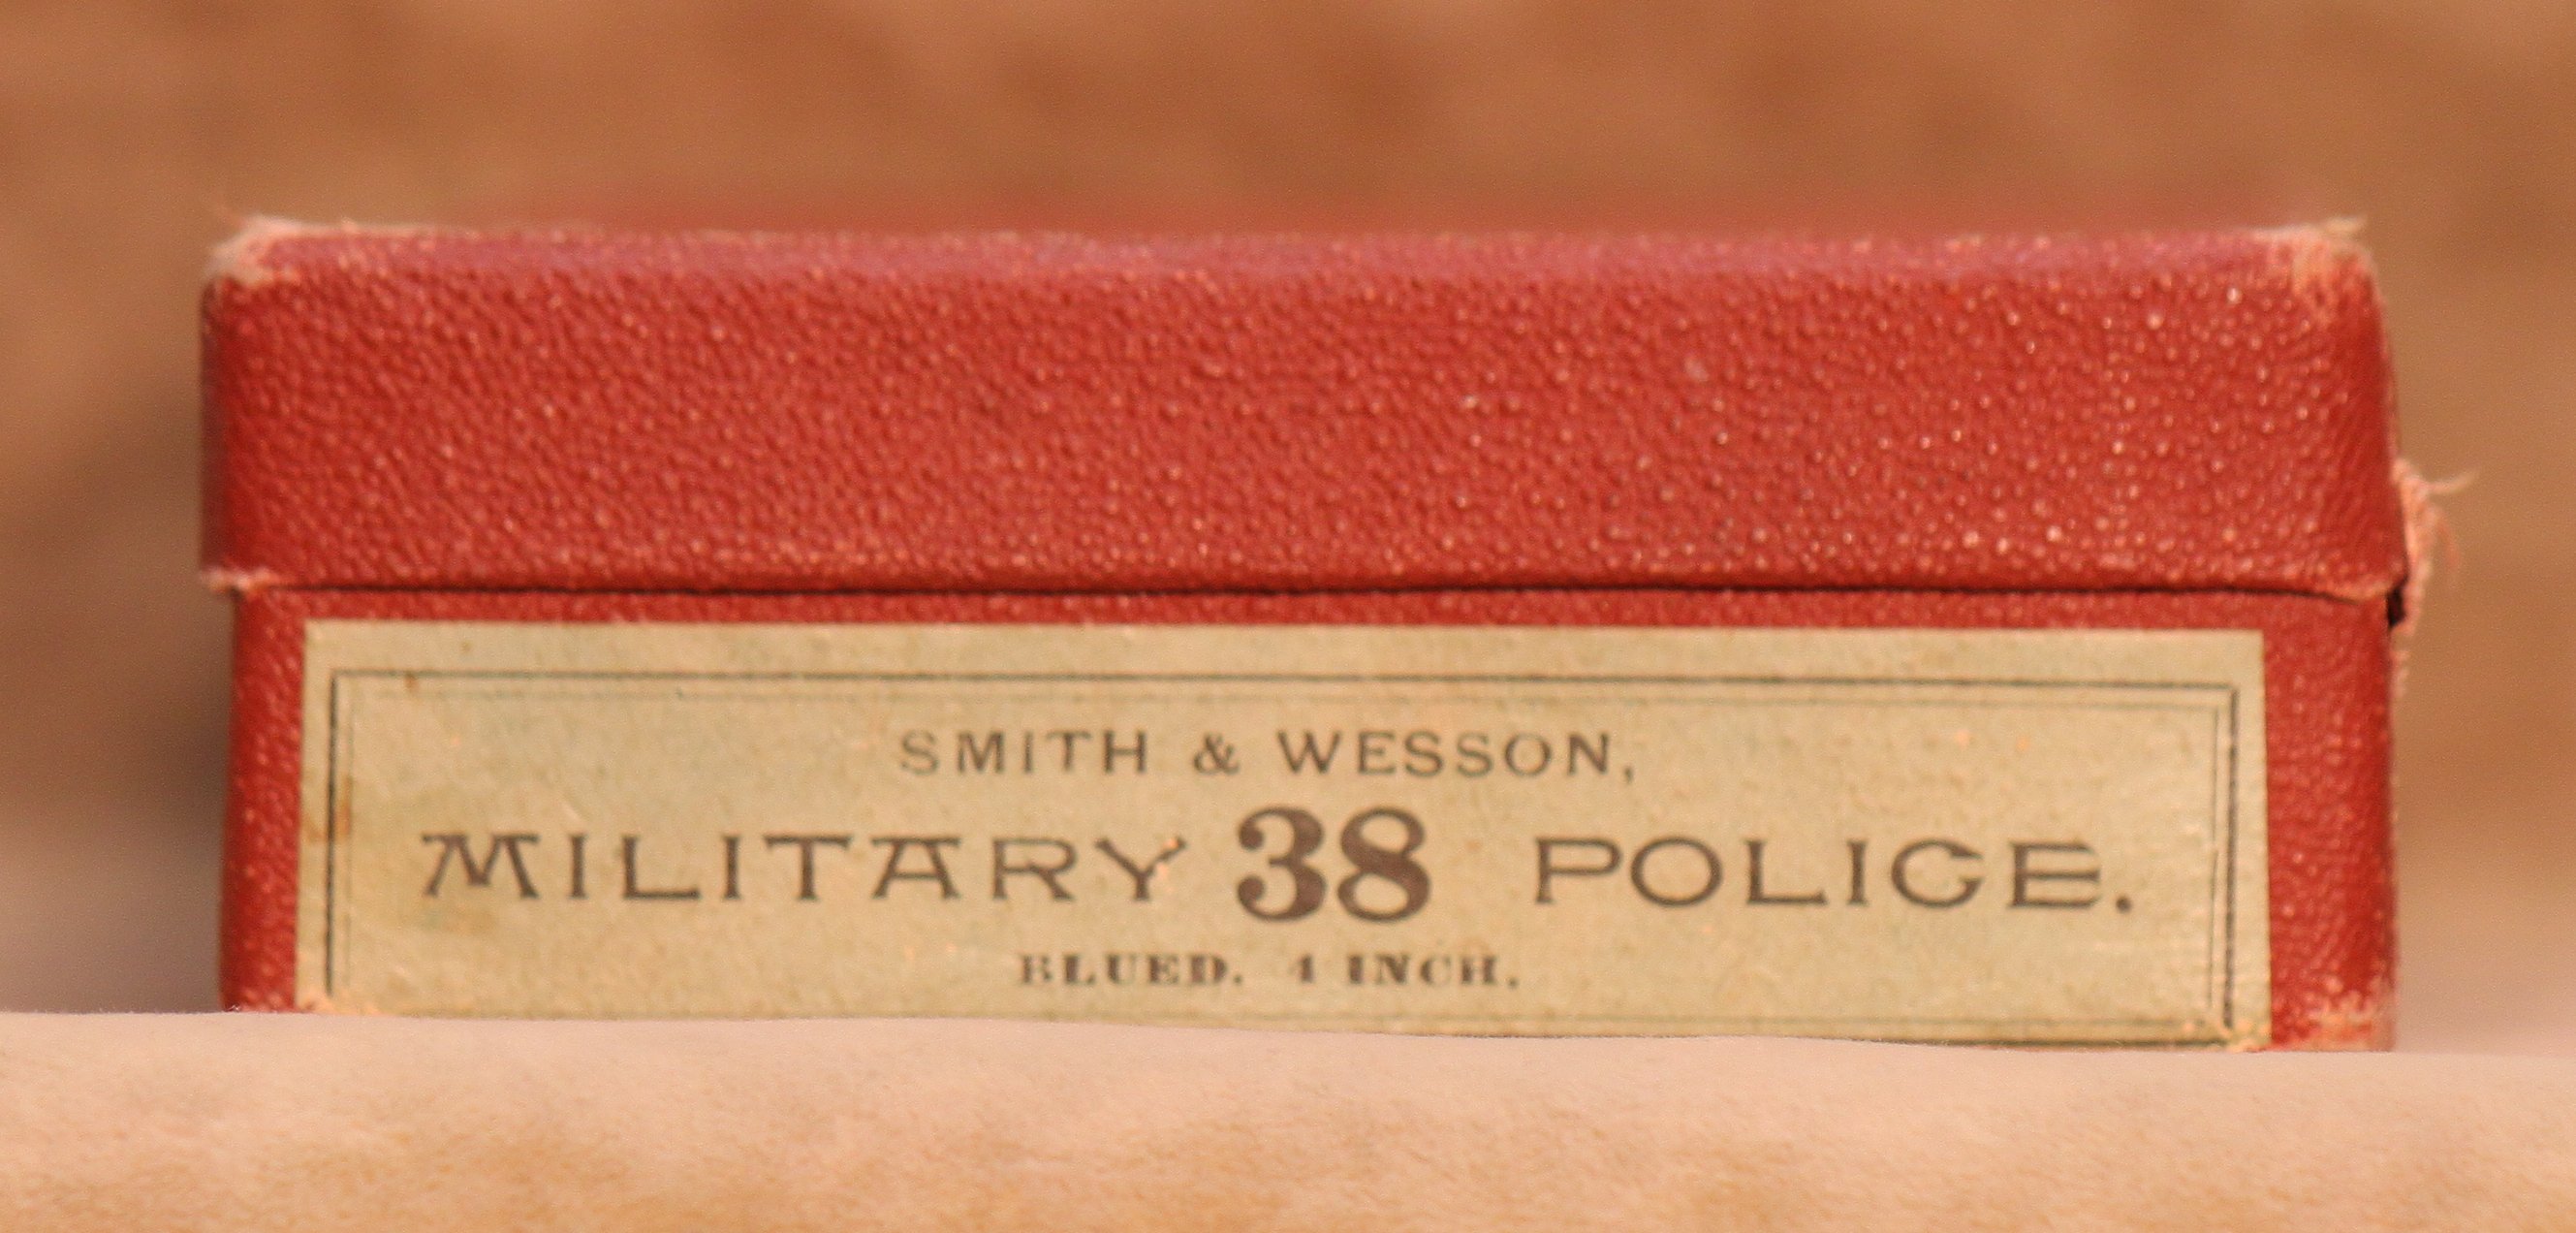 SMITH & WESSON,
MILITARY 38 POLICE.
BLUED. 4 INCH.